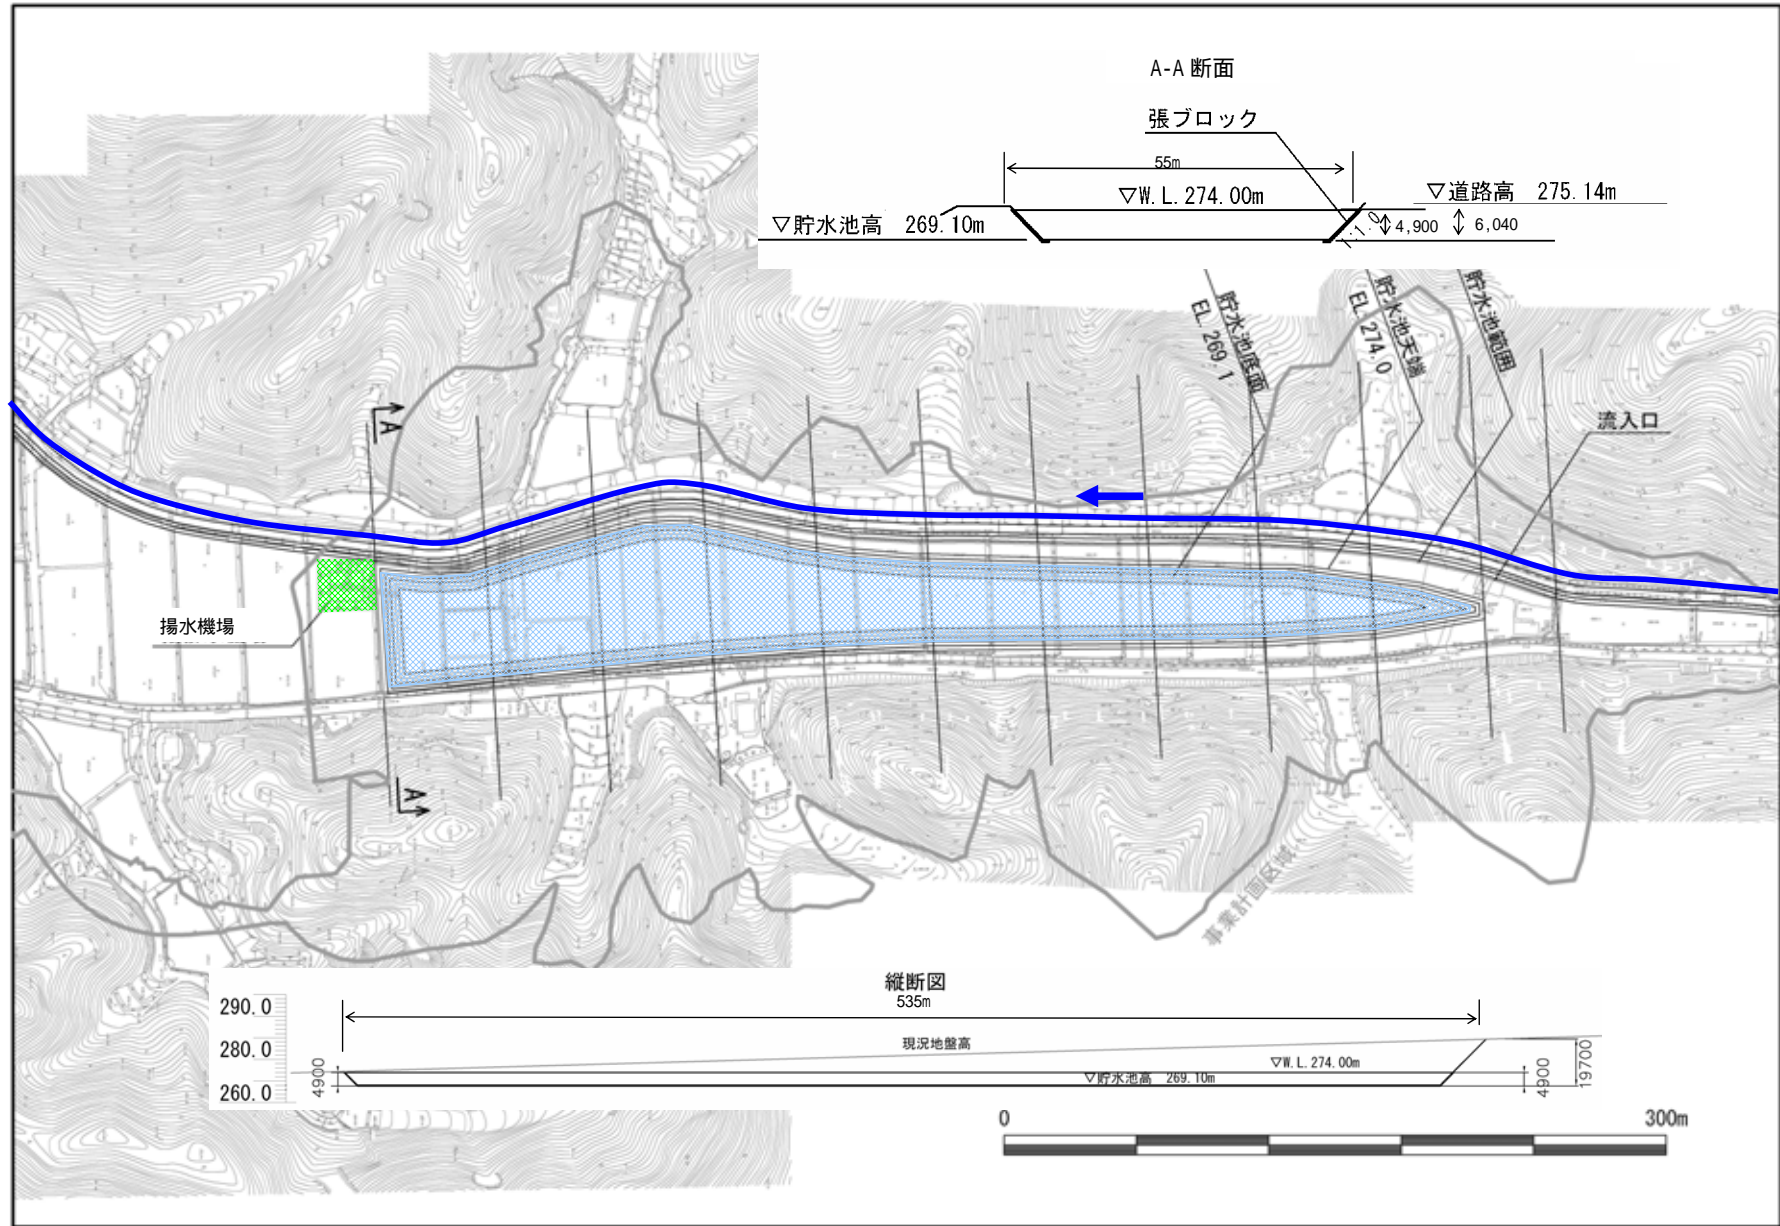 A-A 断面
張ブロック
55m
▽W.L.274.00m
▽道路高 275.14m
▽貯水池高 269.10m
1:1.0
4,900
6,040
貯水池底面
EL.269.1
貯水池天端
EL.274.0
貯水池範囲
流入口
A
揚水機場
A
事業計画区域
縦断図
535m
290.0
280.0
260.0
現況地盤高
▽W.L.274.00m
▽貯水池高 269.10m
4900
4900
19700
0
300m